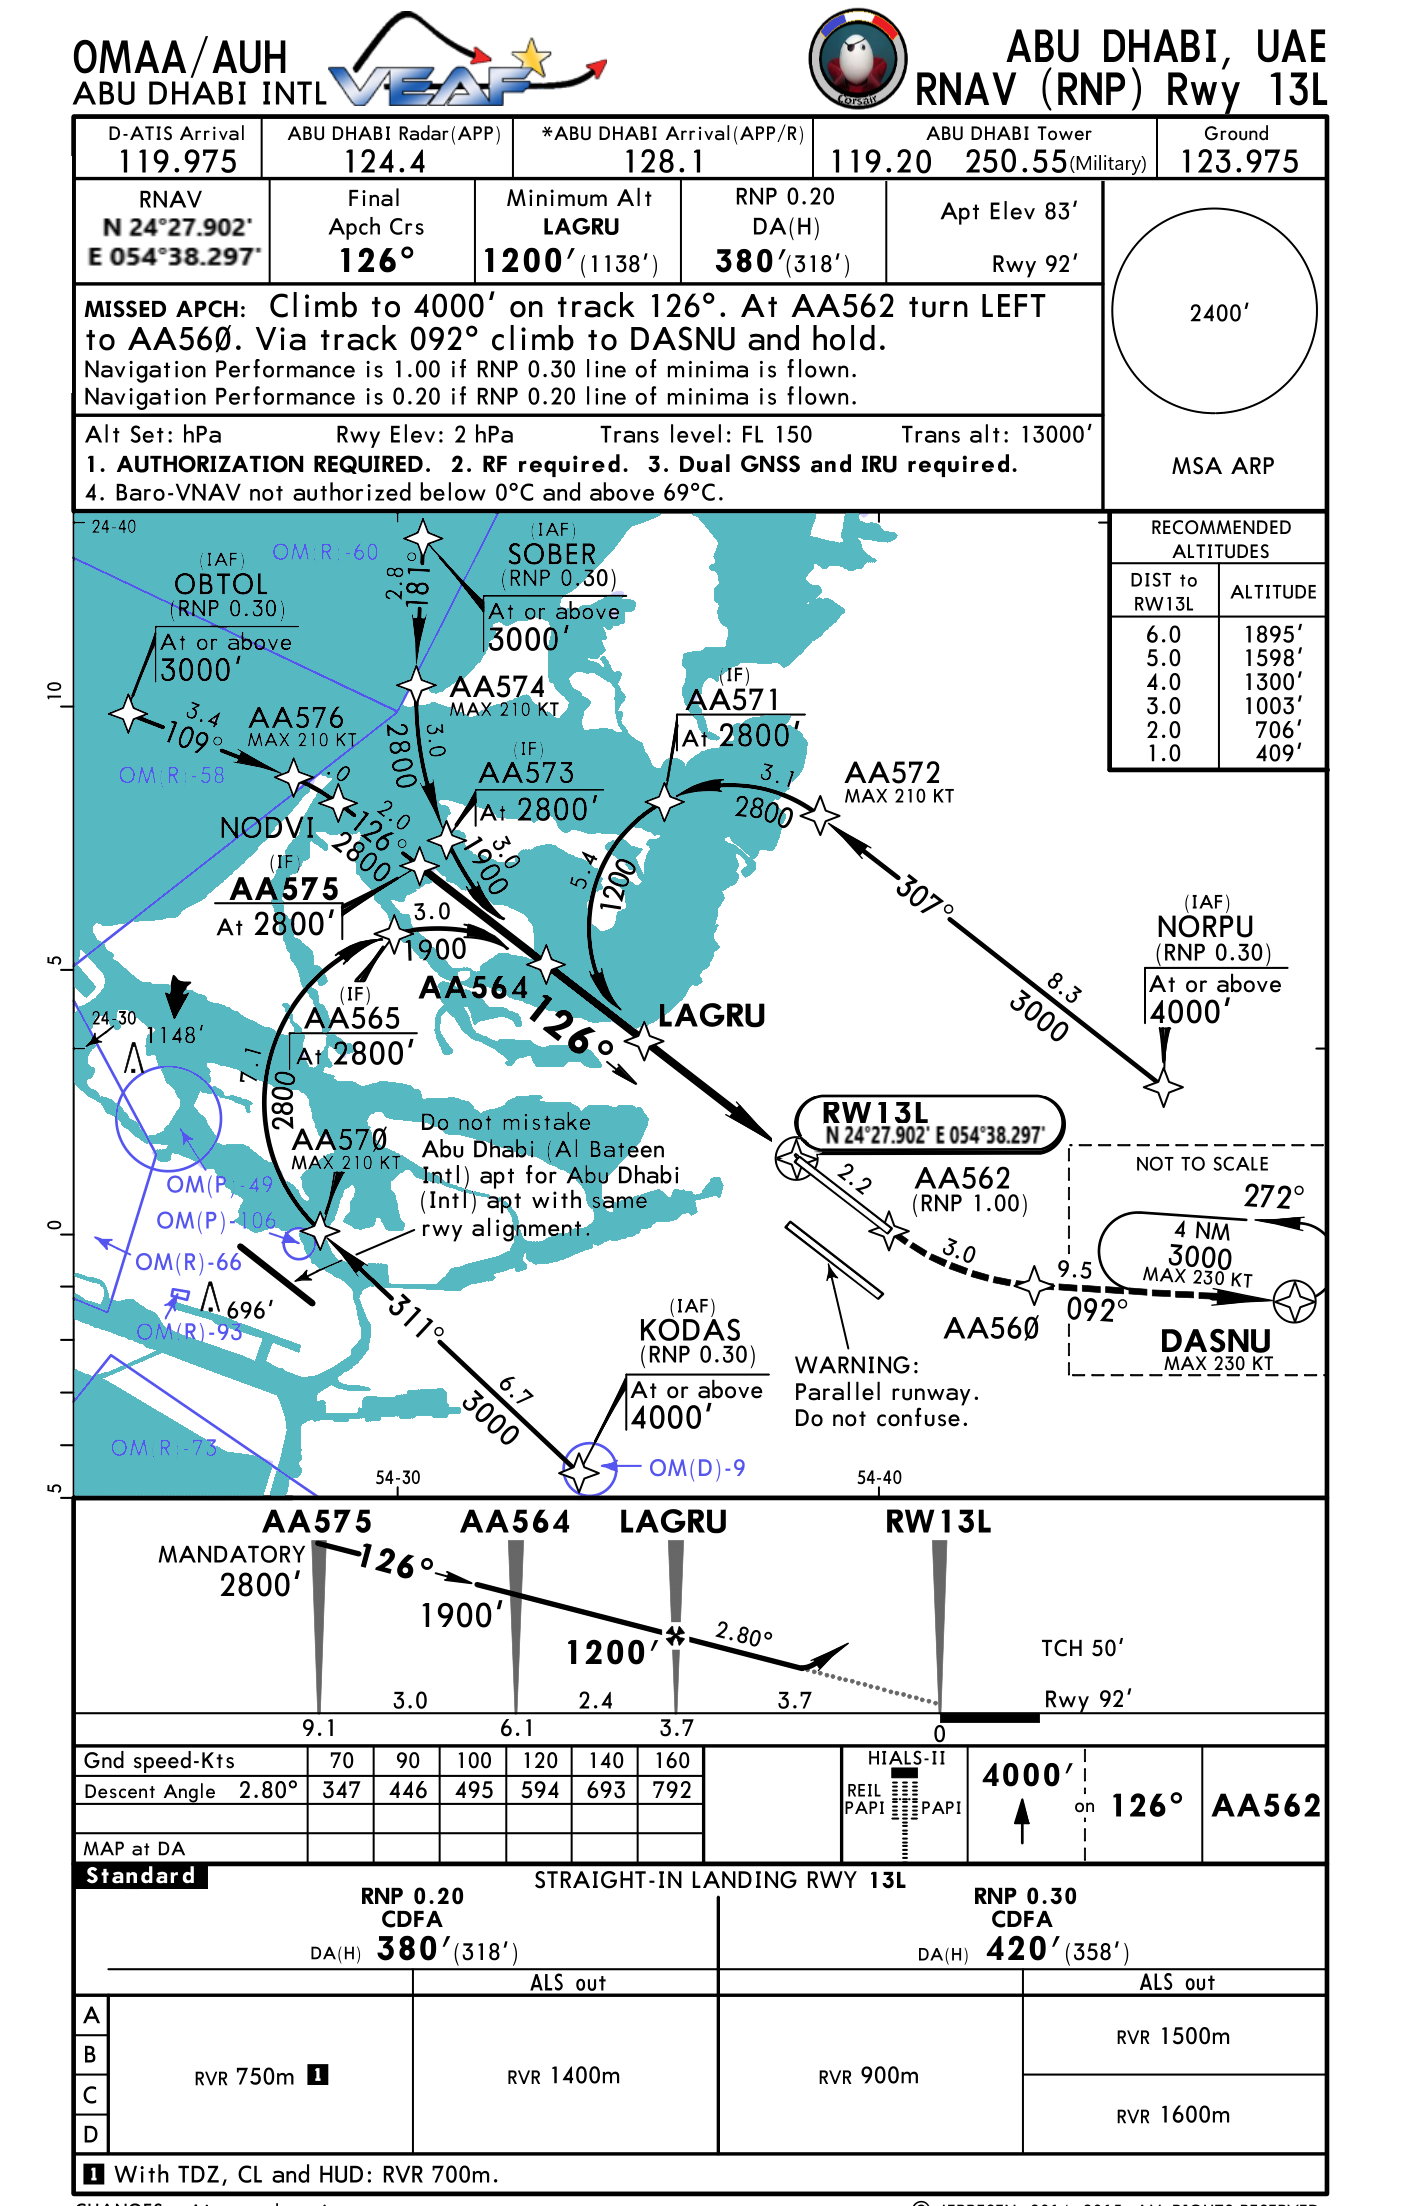 OMAA/AUH
ABU DHABI INTL
VEAF
Corsair
ABU DHABI, UAE
RNAV (RNP) Rwy 13L
D-ATIS Arrival
119.975
ABU DHABI Radar(APP)
124.4
*ABU DHABI Arrival(APP/R)
128.1
ABU DHABI Tower
119.20 250.55(Military)
Ground
123.975
RNAV
N 24°27.902'
E 054°38.297'
Final
Apch Crs
126°
Minimum Alt
LAGRU
1200'(1138')
RNP 0.20
DA(H)
380'(318')
Apt Elev 83'
Rwy 92'
2400'
MSA ARP
MISSED APCH: Climb to 4000' on track 126°. At AA562 turn LEFT
to AA56Ø. Via track 092° climb to DASNU and hold.
Navigation Performance is 1.00 if RNP 0.30 line of minima is flown.
Navigation Performance is 0.20 if RNP 0.20 line of minima is flown.
Alt Set: hPa Rwy Elev: 2 hPa Trans level: FL 150 Trans alt: 13000'
1. AUTHORIZATION REQUIRED. 2. RF required. 3. Dual GNSS and IRU required.
4. Baro-VNAV not authorized below 0°C and above 69°C.
24-40
OM(R)-60
(IAF)
OBTOL
(RNP 0.30)
At or above
3000'
2.8
181°
(IAF)
SOBER
(RNP 0.30)
At or above
3000'
RECOMMENDED
ALTITUDES
DIST to
RW13L
ALTITUDE
6.0 1895'
5.0 1598'
4.0 1300'
3.0 1003'
2.0 706'
1.0 409'
10
3.4
109°
AA576
MAX 210 KT
AA574
MAX 210 KT
(IF)
AA571
At 2800'
OM(R)-58
.0
3.0
2800
(IF)
AA573
At 2800'
3.1
2800
AA572
MAX 210 KT
NODVI
2.0
126°
2800
3.0
1900
5.4
1200
(IF)
AA575
At 2800'
3.0
1900
307°
8.3
3000
(IAF)
NORPU
(RNP 0.30)
At or above
4000'
5
AA564
126°
LAGRU
24-30
1148'
(IF)
AA565
At 2800'
7.1
2800
AA57Ø
MAX 210 KT
Do not mistake
Abu Dhabi (Al Bateen
Intl) apt for Abu Dhabi
(Intl) apt with same
rwy alignment.
RW13L
N 24°27.902' E 054°38.297'
2.2
AA562
(RNP 1.00)
NOT TO SCALE
272°
4 NM
3000
MAX 230 KT
OM(P)-49
OM(P)-106
0
OM(R)-66
696'
OM(R)-93
3.0
9.5
092°
AA56Ø
DASNU
MAX 230 KT
311°
6.7
3000
(IAF)
KODAS
(RNP 0.30)
At or above
4000'
WARNING:
Parallel runway.
Do not confuse.
OM(R)-73
OM(D)-9
5
54-30
54-40
AA575 AA564 LAGRU RW13L
MANDATORY
2800'
126°
1900'
1200'
2.80°
TCH 50'
Rwy 92'
3.0 2.4 3.7
9.1 6.1 3.7 0
Gnd speed-Kts 70 90 100 120 140 160
Descent Angle 2.80° 347 446 495 594 693 792
MAP at DA
HIALS-II
REIL
PAPI PAPI
4000'
on
126°
AA562
Standard
STRAIGHT-IN LANDING RWY 13L
RNP 0.20
CDFA
DA(H) 380'(318')
RNP 0.30
CDFA
DA(H) 420'(358')
ALS out
ALS out
A
B
C
D
RVR 750m 1
RVR 1400m
RVR 900m
RVR 1500m
RVR 1600m
1 With TDZ, CL and HUD: RVR 700m.